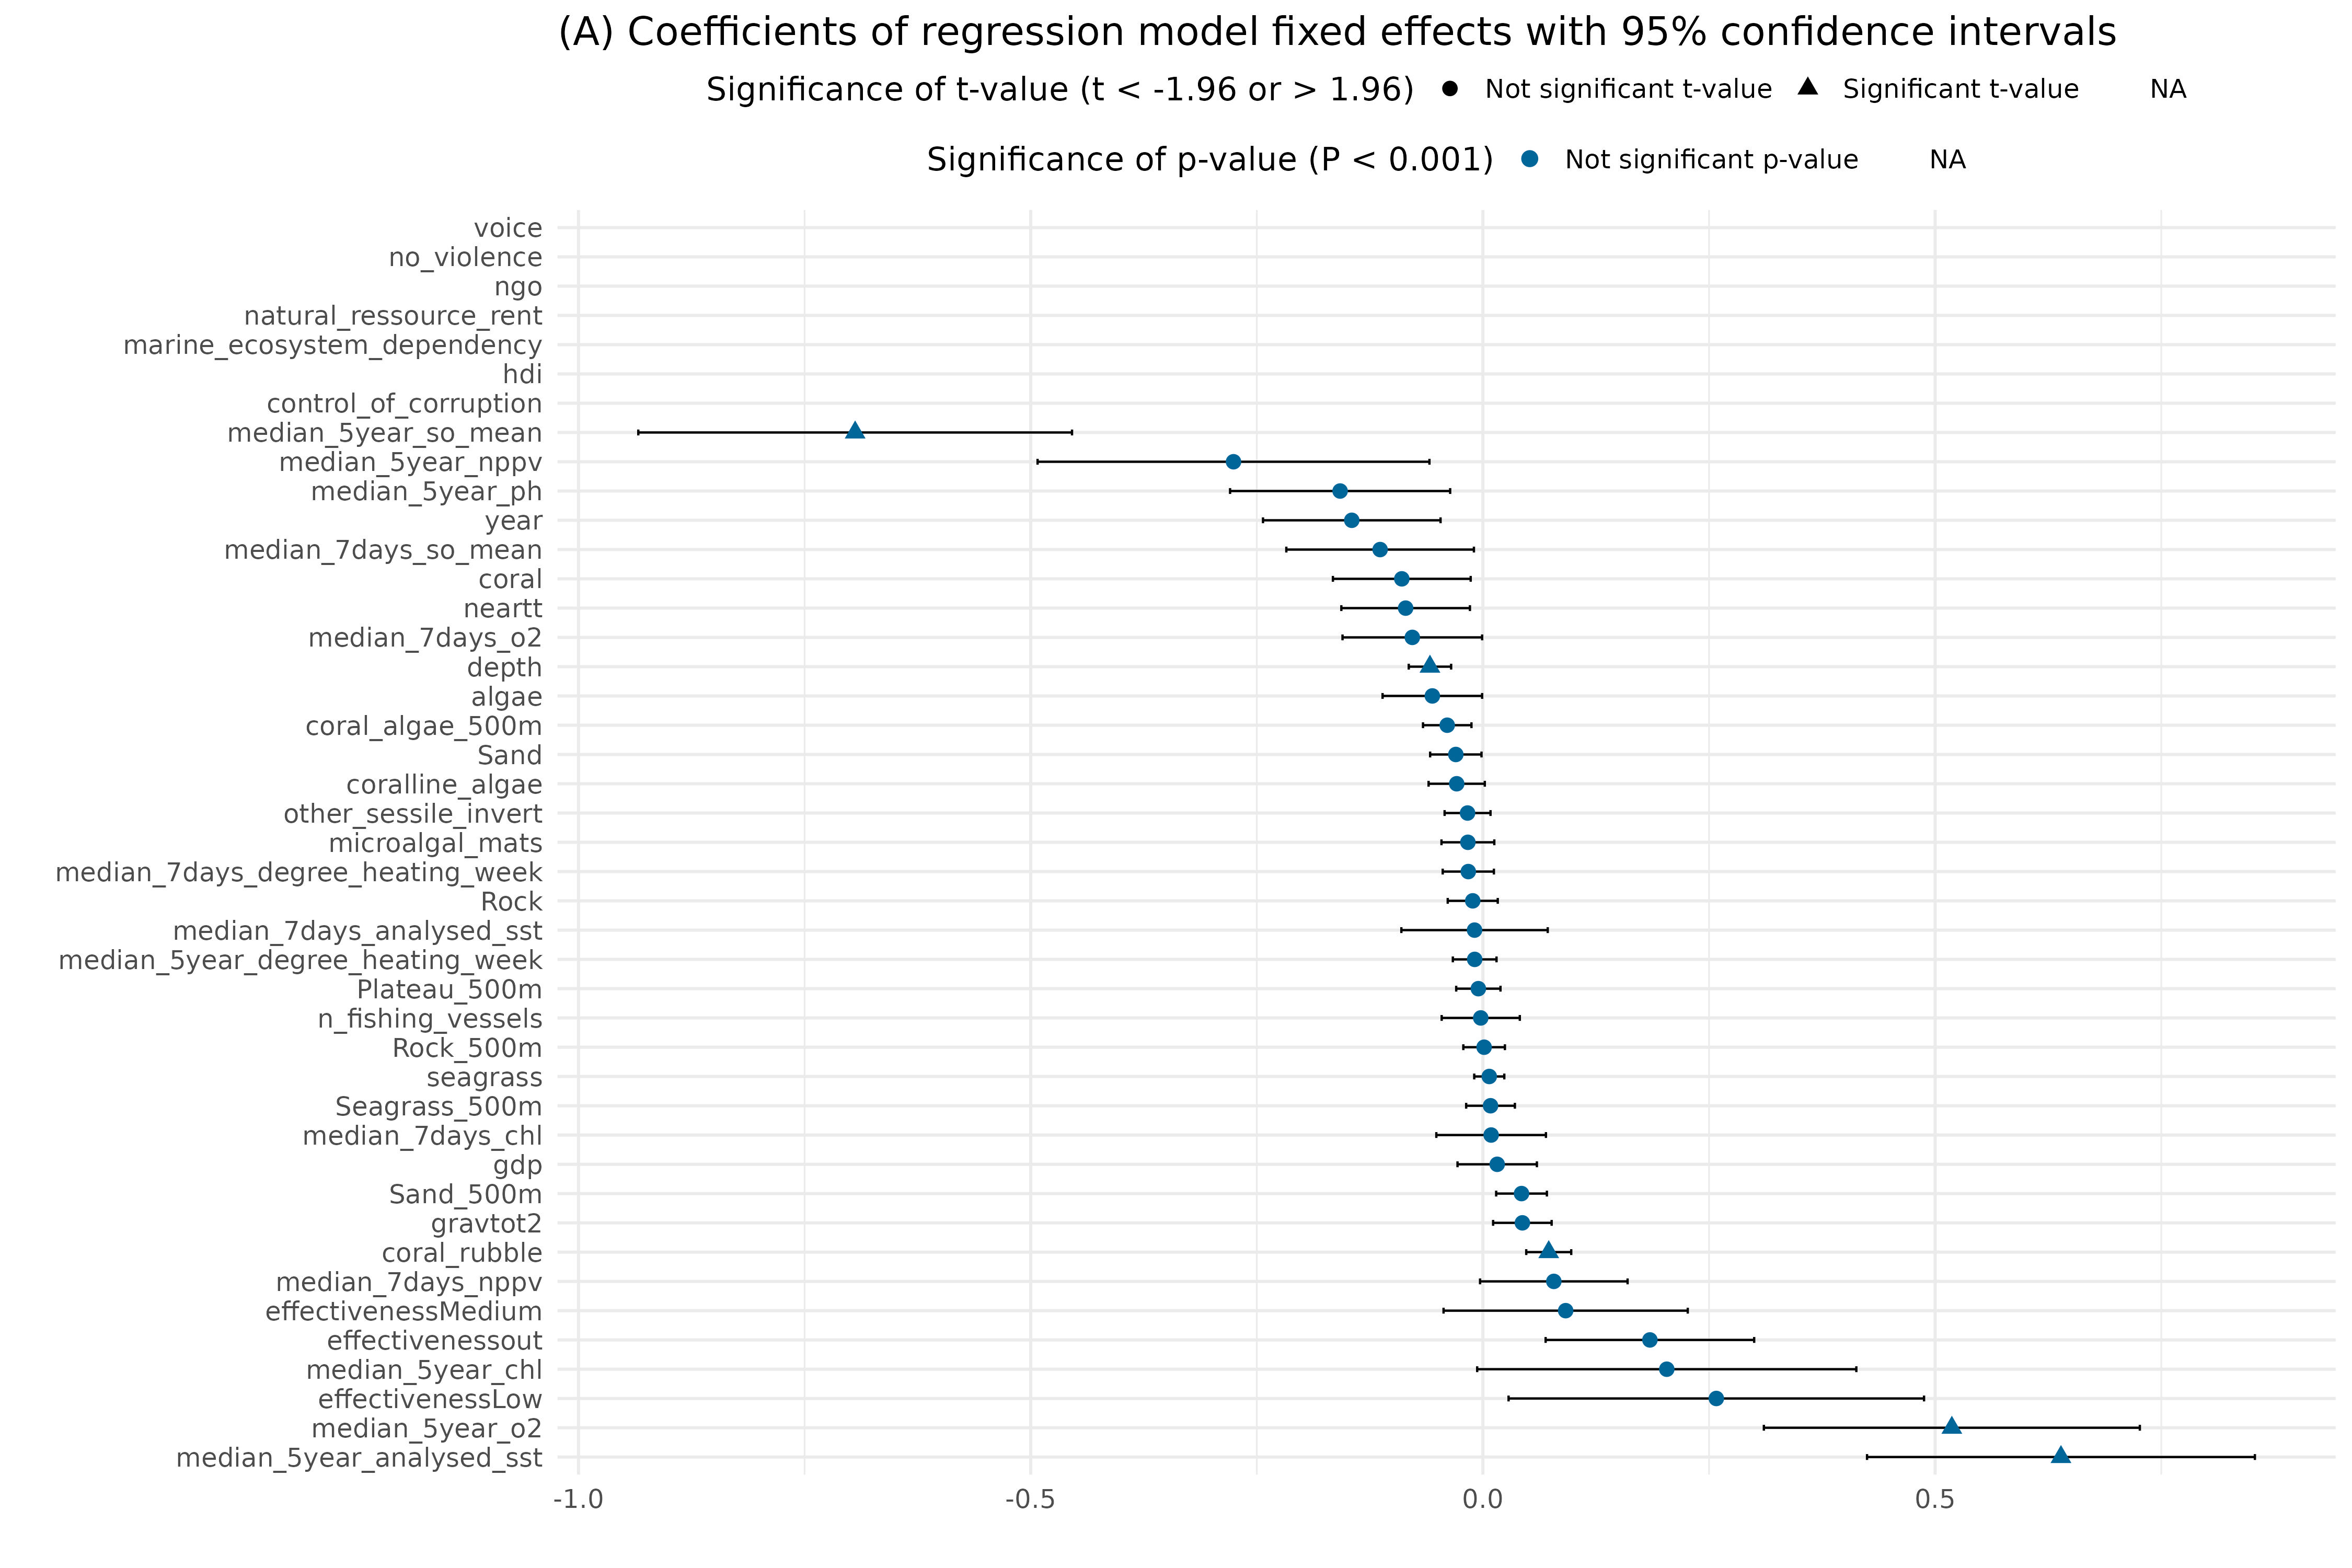 (A) Coefficients of regression model fixed effects with 95% confidence intervals
Significance of t-value (t < -1.96 or > 1.96) Not significant t-value Significant t-value NA
Significance of p-value (P < 0.001) Not significant p-value NA
voice
no_violence
ngo
natural_ressource_rent
marine_ecosystem_dependency
hdi
control_of_corruption
median_5year_so_mean
median_5year_nppv
median_5year_ph
year
median_7days_so_mean
coral
neartt
median_7days_o2
depth
algae
coral_algae_500m
Sand
coralline_algae
other_sessile_invert
microalgal_mats
median_7days_degree_heating_week
Rock
median_7days_analysed_sst
median_5year_degree_heating_week
Plateau_500m
n_fishing_vessels
Rock_500m
seagrass
Seagrass_500m
median_7days_chl
gdp
Sand_500m
gravtot2
coral_rubble
median_7days_nppv
effectivenessMedium
effectivenessout
median_5year_chl
effectivenessLow
median_5year_o2
median_5year_analysed_sst
-1.0 -0.5 0.0 0.5